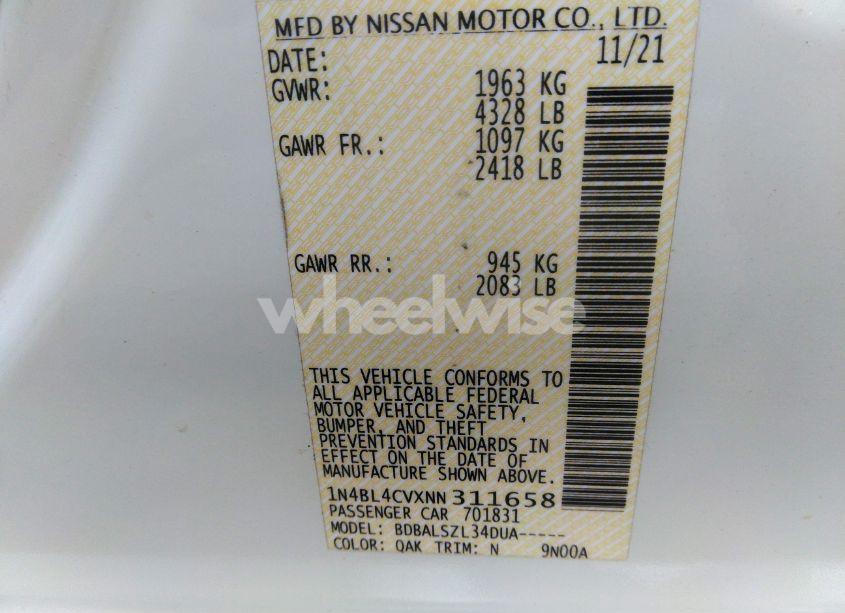 MFD BY NISSAN MOTOR CO., LTD.
DATE: 11/21
GVWR: 1963 KG
4328 LB
GAWR FR.: 1097 KG
2418 LB
GAWR RR.: 945 KG
2083 LB
wheelwise
THIS VEHICLE CONFORMS TO
ALL APPLICABLE FEDERAL
MOTOR VEHICLE SAFETY,
BUMPER, AND THEFT
PREVENTION STANDARDS IN
EFFECT ON THE DATE OF
MANUFACTURE SHOWN ABOVE.
1N4BL4CVXNN311658
PASSENGER CAR 701831
MODEL: BDBALSZL34DUA-----
COLOR: QAK TRIM: N 9N00A